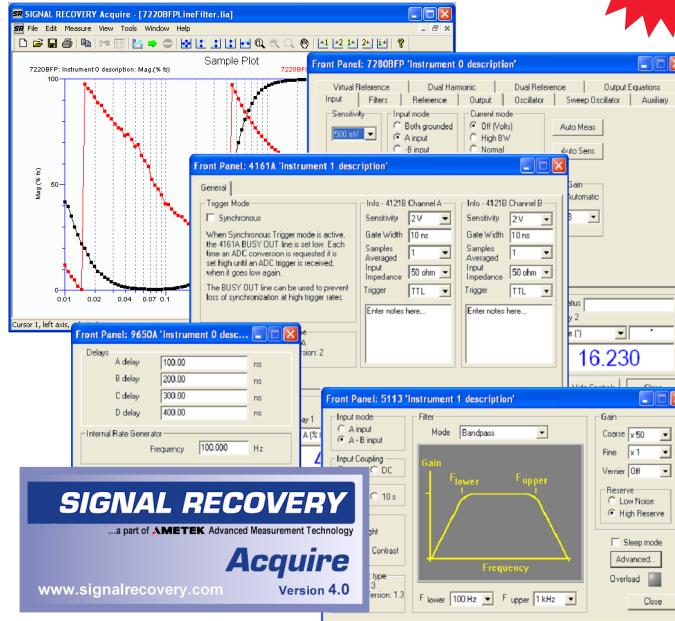 SR SIGNAL RECOVERY Acquire - [7220BFPLineFilter.lia]
SR File Edit Measure View Tools Window Help
+1 +2 1+ 2+ i+
Sample Plot
7220BFP: Instrument 0 description: Mag.(% fs)
7220BF
100
50
0
Mag (% fs)
0.01 0.02 0.04 0.07 0.1
Cursor 1, left axis,
Front Panel: 7280BFP 'Instrument 0 description'
Virtual Reference Dual Harmonic Dual Reference Output Equations
Input Filters Reference Output Oscillator Sweep Oscillator Auxiliary
Sensitivity
500 mV
Input mode
Both grounded
A input
-B input
Current mode
Off (Volts)
High BW
Normal
Auto Meas
Auto Sens
Gain
Automatic
16.230
Hide Controls Close
Front Panel: 4161A 'Instrument 1 description'
General
Trigger Mode
Synchronous
When Synchronous Trigger mode is active,
the 4161A BUSY OUT line is set low. Each
time an ADC conversion is requested it is
set high until an ADC trigger is received,
when it goes low again.
The BUSY OUT line can be used to prevent
loss of synchronization at high trigger rates.
Info - 4121B Channel A
Sensitivity 2 V
Gate Width 10 ns
Samples
Averaged 1
Input
Impedance 50 ohm
Trigger TTL
Enter notes here...
Info - 4121B Channel B
Sensitivity 2 V
Gate Width 10 ns
Samples
Averaged 1
Input
Impedance 50 ohm
Trigger TTL
Enter notes here...
Front Panel: 9650A 'Instrument 0 desc...
Delays
A delay 100.00 ns
B delay 200.00 ns
C delay 300.00 ns
D delay 400.00 ns
Internal Rate Generator
Frequency 100.000 Hz
Front Panel: 5113 'Instrument 1 description'
Input mode
A input
A - B input
Input Coupling
DC
10 s
Contrast
Version: 1.3
Filter
Mode Bandpass
Gain
F lower F upper
Frequency
F lower 100 Hz F upper 1 kHz
Gain
Coarse x 50
Fine x 1
Vernier Off
Reserve
Low Noise
High Reserve
Sleep mode
Advanced...
Overload
Close
SIGNAL RECOVERY
...a part of AMETEK Advanced Measurement Technology
Acquire
www.signalrecovery.com Version 4.0